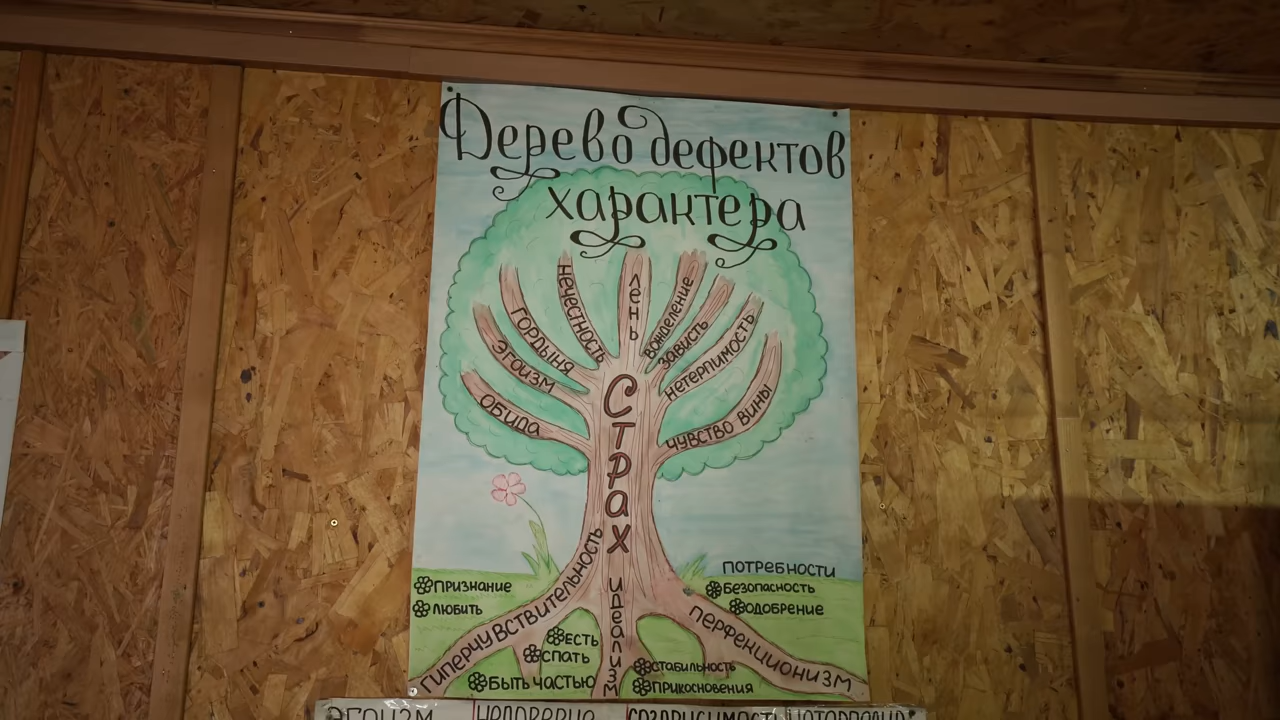 Дерево дефектов
характера
обида
эгоизм
гордыня
нечестность
лень
вожделение
зависть
нетерпимость
чувство вины
Страх
гиперчувствительность
идеализм
перфекционизм
потребности
признание
любить
безопасность
одобрение
есть
спать
быть частью
стабильность
прикосновения
эгоизм